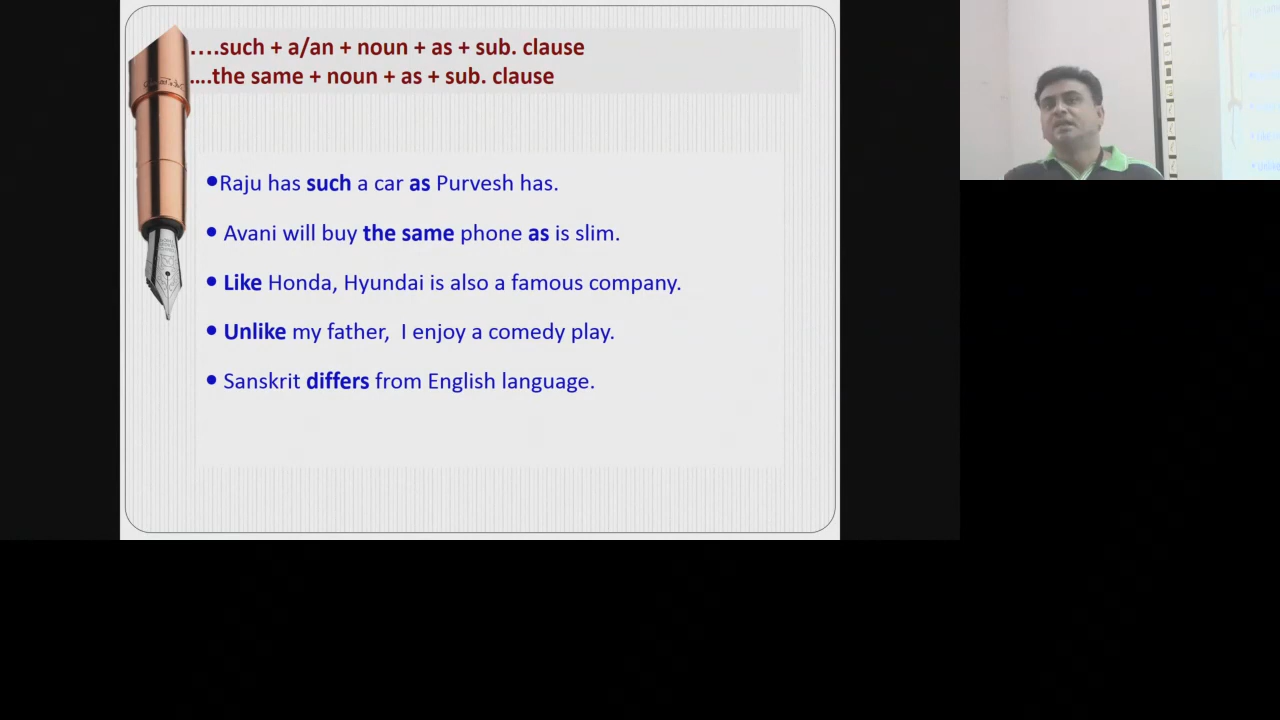 ....such + a/an + noun + as + sub. clause
....the same + noun + as + sub. clause
•Raju has such a car as Purvesh has.
• Avani will buy the same phone as is slim.
• Like Honda, Hyundai is also a famous company.
• Unlike my father, I enjoy a comedy play.
• Sanskrit differs from English language.